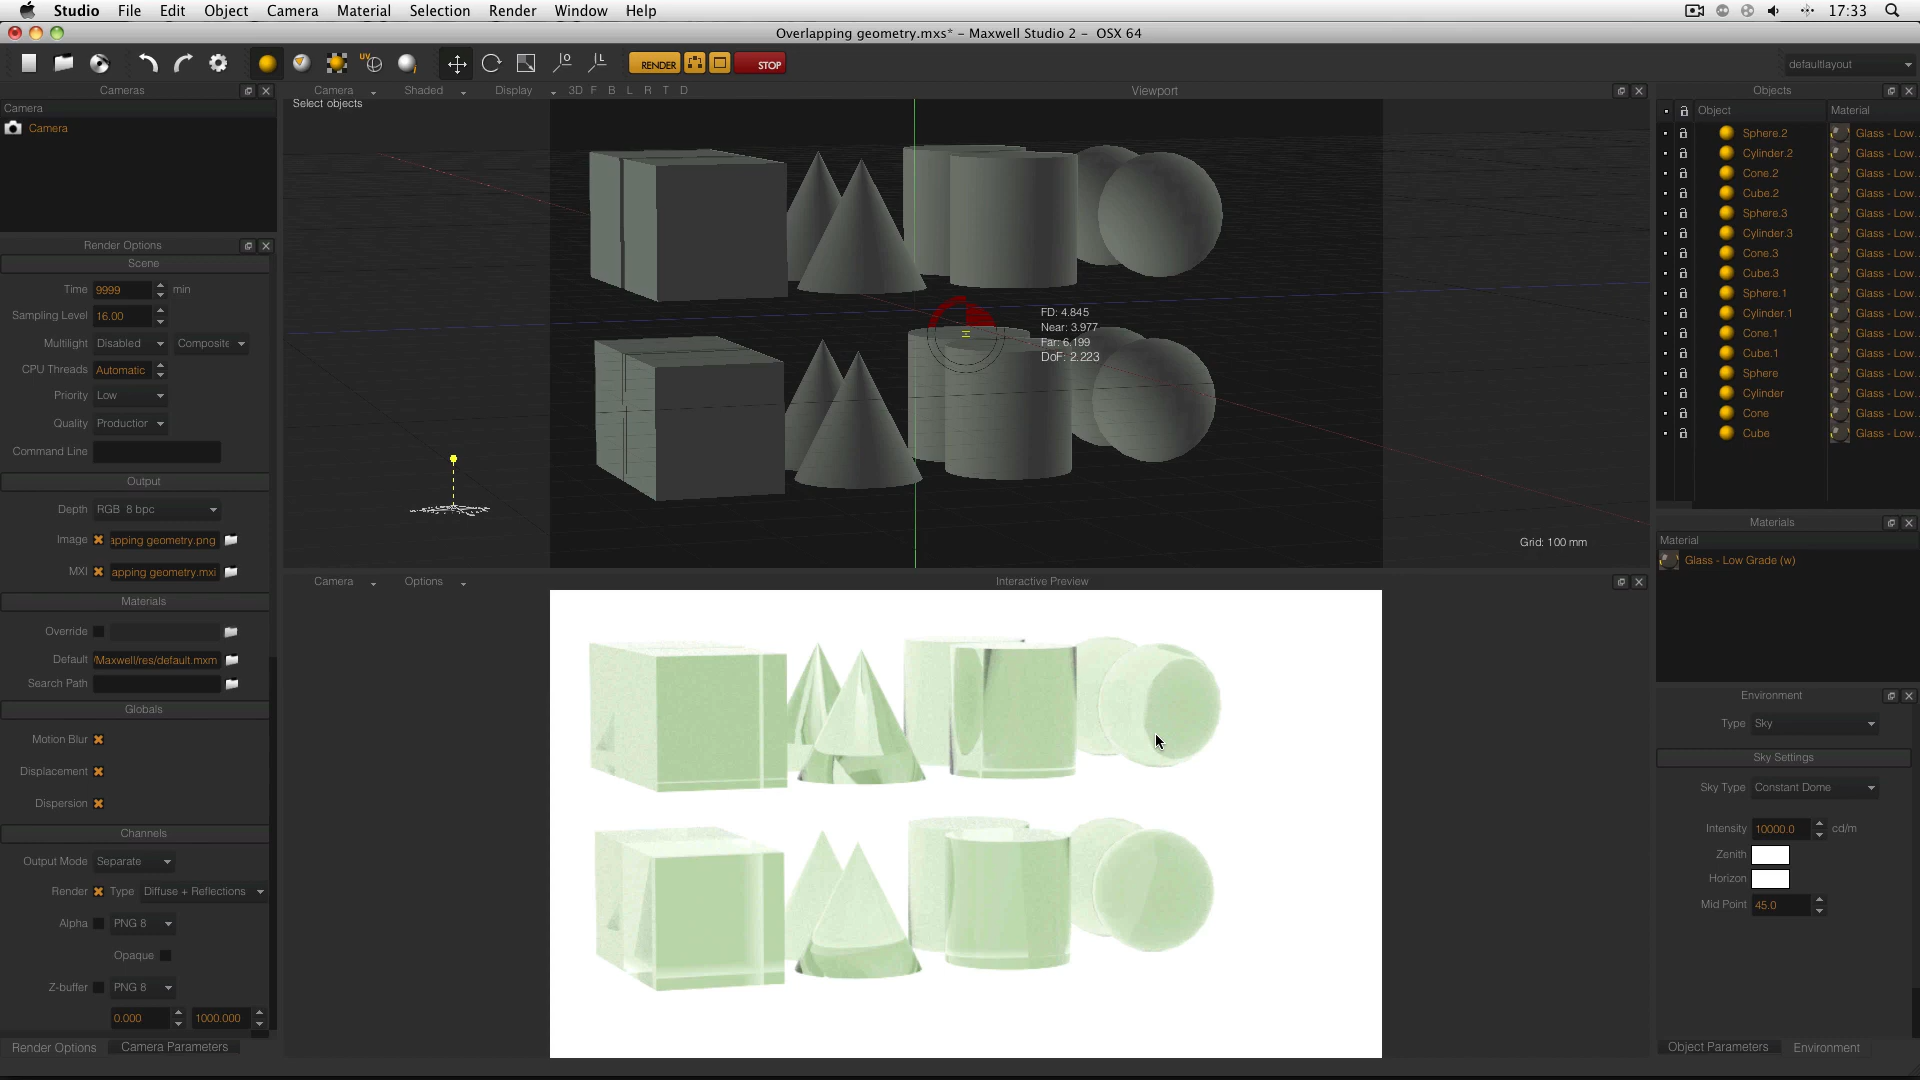 Studio File Edit Object Camera Material Selection Render Window Help 17:33
Overlapping geometry.mxs* - Maxwell Studio 2 - OSX 64
UV RENDER STOP defaultlayout
Cameras
Camera
Camera
Camera Shaded Display 3D F B L R T D Viewport
Select objects
FD: 4.845
Near: 3.977
Far: 6.199
DoF: 2.223
Grid: 100 mm
Render Options
Scene
Time 9999 min
Sampling Level 16.00
Multilight Disabled Composite
CPU Threads Automatic
Priority Low
Quality Production
Command Line
Output
Depth RGB 8 bpc
Image apping geometry.png
MXI apping geometry.mxi
Materials
Override
Default /Maxwell/res/default.mxm
Search Path
Globals
Motion Blur
Displacement
Dispersion
Channels
Output Mode Separate
Render Type Diffuse + Reflections
Alpha PNG 8
Opaque
Z-buffer PNG 8
0.000 1000.000
Render Options Camera Parameters
Camera Options Interactive Preview
Objects
Object Material
Sphere.2 Glass - Low...
Cylinder.2 Glass - Low...
Cone.2 Glass - Low...
Cube.2 Glass - Low...
Sphere.3 Glass - Low...
Cylinder.3 Glass - Low...
Cone.3 Glass - Low...
Cube.3 Glass - Low...
Sphere.1 Glass - Low...
Cylinder.1 Glass - Low...
Cone.1 Glass - Low...
Cube.1 Glass - Low...
Sphere Glass - Low...
Cylinder Glass - Low...
Cone Glass - Low...
Cube Glass - Low...
Materials
Material
Glass - Low Grade (w)
Environment
Type Sky
Sky Settings
Sky Type Constant Dome
Intensity 10000.0 cd/m
Zenith
Horizon
Mid Point 45.0
Object Parameters Environment